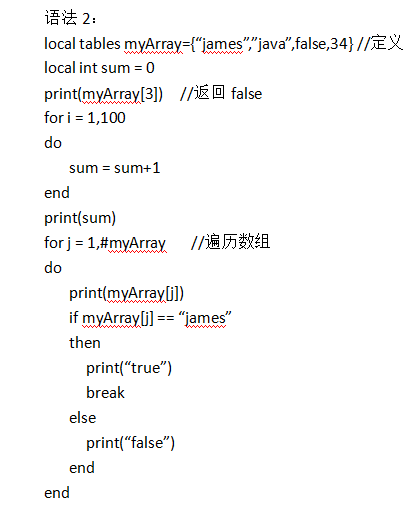 语法 2：
local tables myArray={“james”,”java”,false,34} //定义
local int sum = 0
print(myArray[3]) //返回 false
for i = 1,100
do
sum = sum+1
end
print(sum)
for j = 1,#myArray //遍历数组
do
print(myArray[j])
if myArray[j] == “james”
then
print(“true”)
break
else
print(“false”)
end
end